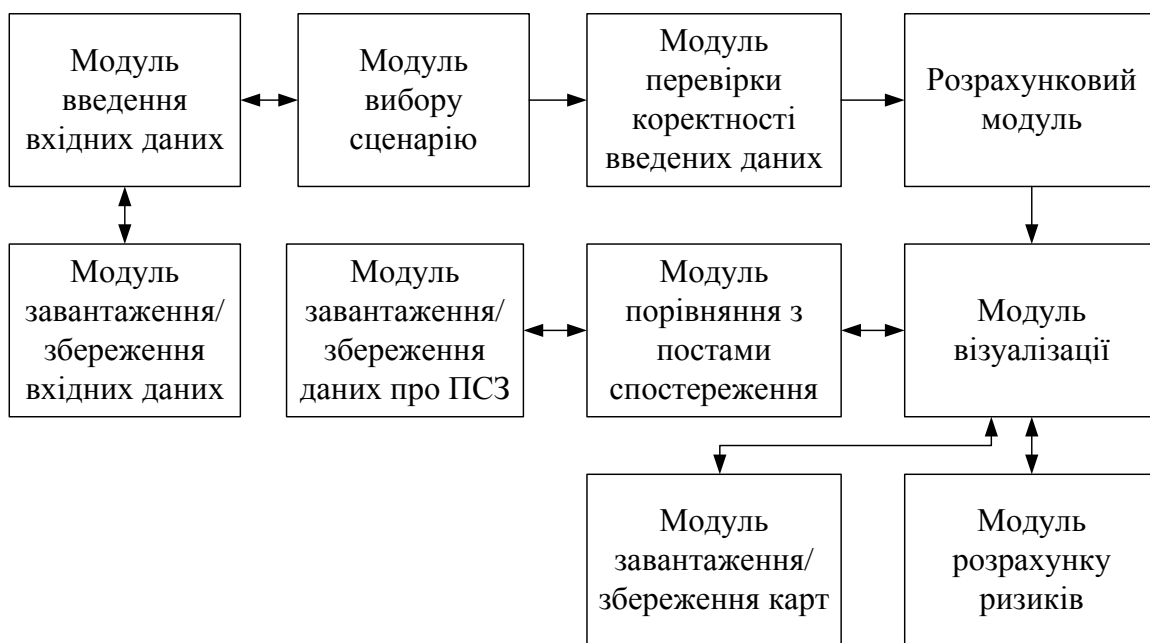 Модуль
введення
вхідних даних
Модуль
вибору
сценарію
Модуль
перевірки
коректності
введених даних
Розрахунковий
модуль
Модуль
завантаження/
збереження
вхідних даних
Модуль
завантаження/
збереження
даних про ПСЗ
Модуль
порівняння з
постами
спостереження
Модуль
візуалізації
Модуль
завантаження/
збереження карт
Модуль
розрахунку
ризиків